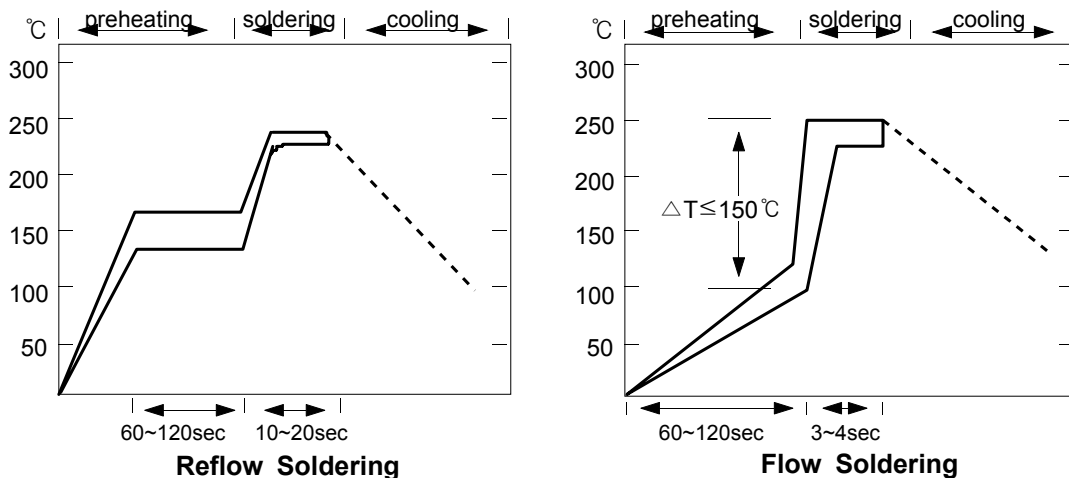 preheating soldering cooling
℃
300
250
200
150
100
50
60~120sec 10~20sec
Reflow Soldering
preheating soldering cooling
℃
300
250
200
150
100
50
△T≦150℃
60~120sec 3~4sec
Flow Soldering